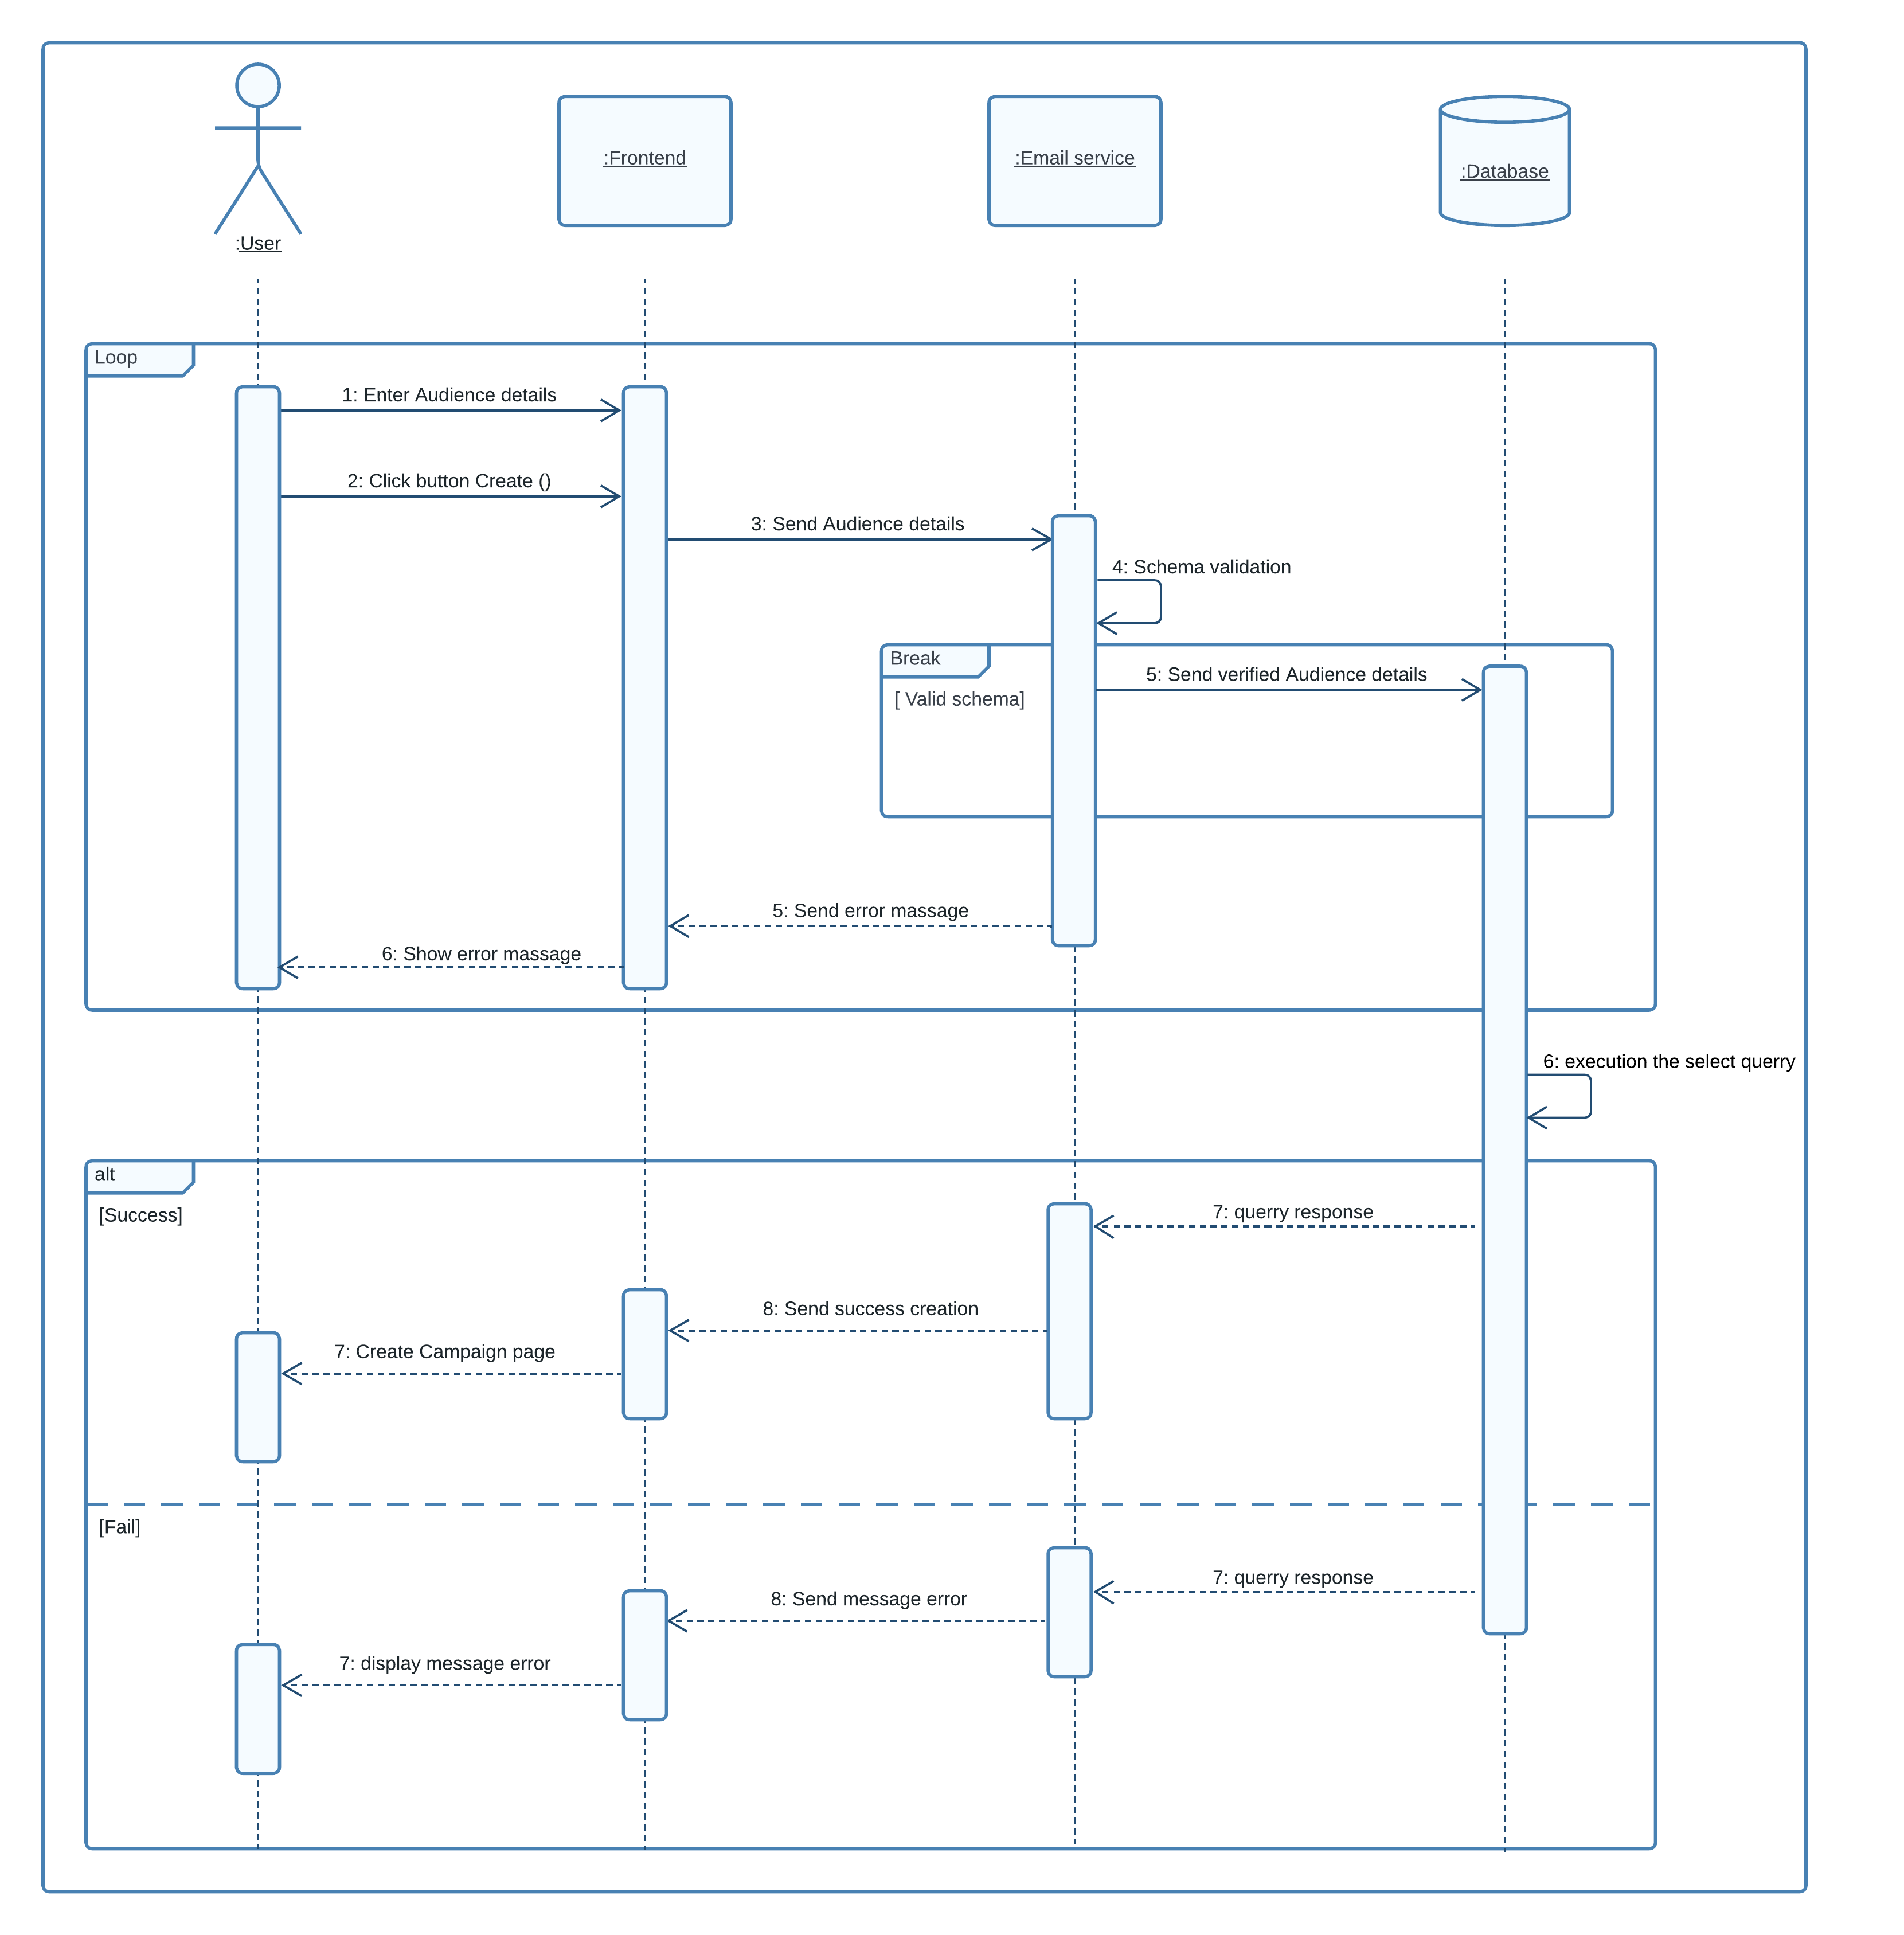 :User
:Frontend
:Email service
:Database
Loop
1: Enter Audience details
2: Click button Create ()
3: Send Audience details
4: Schema validation
Break
[ Valid schema]
5: Send verified Audience details
5: Send error massage
6: Show error massage
6: execution the select querry
alt
[Success]
7: querry response
8: Send success creation
7: Create Campaign page
[Fail]
7: querry response
8: Send message error
7: display message error